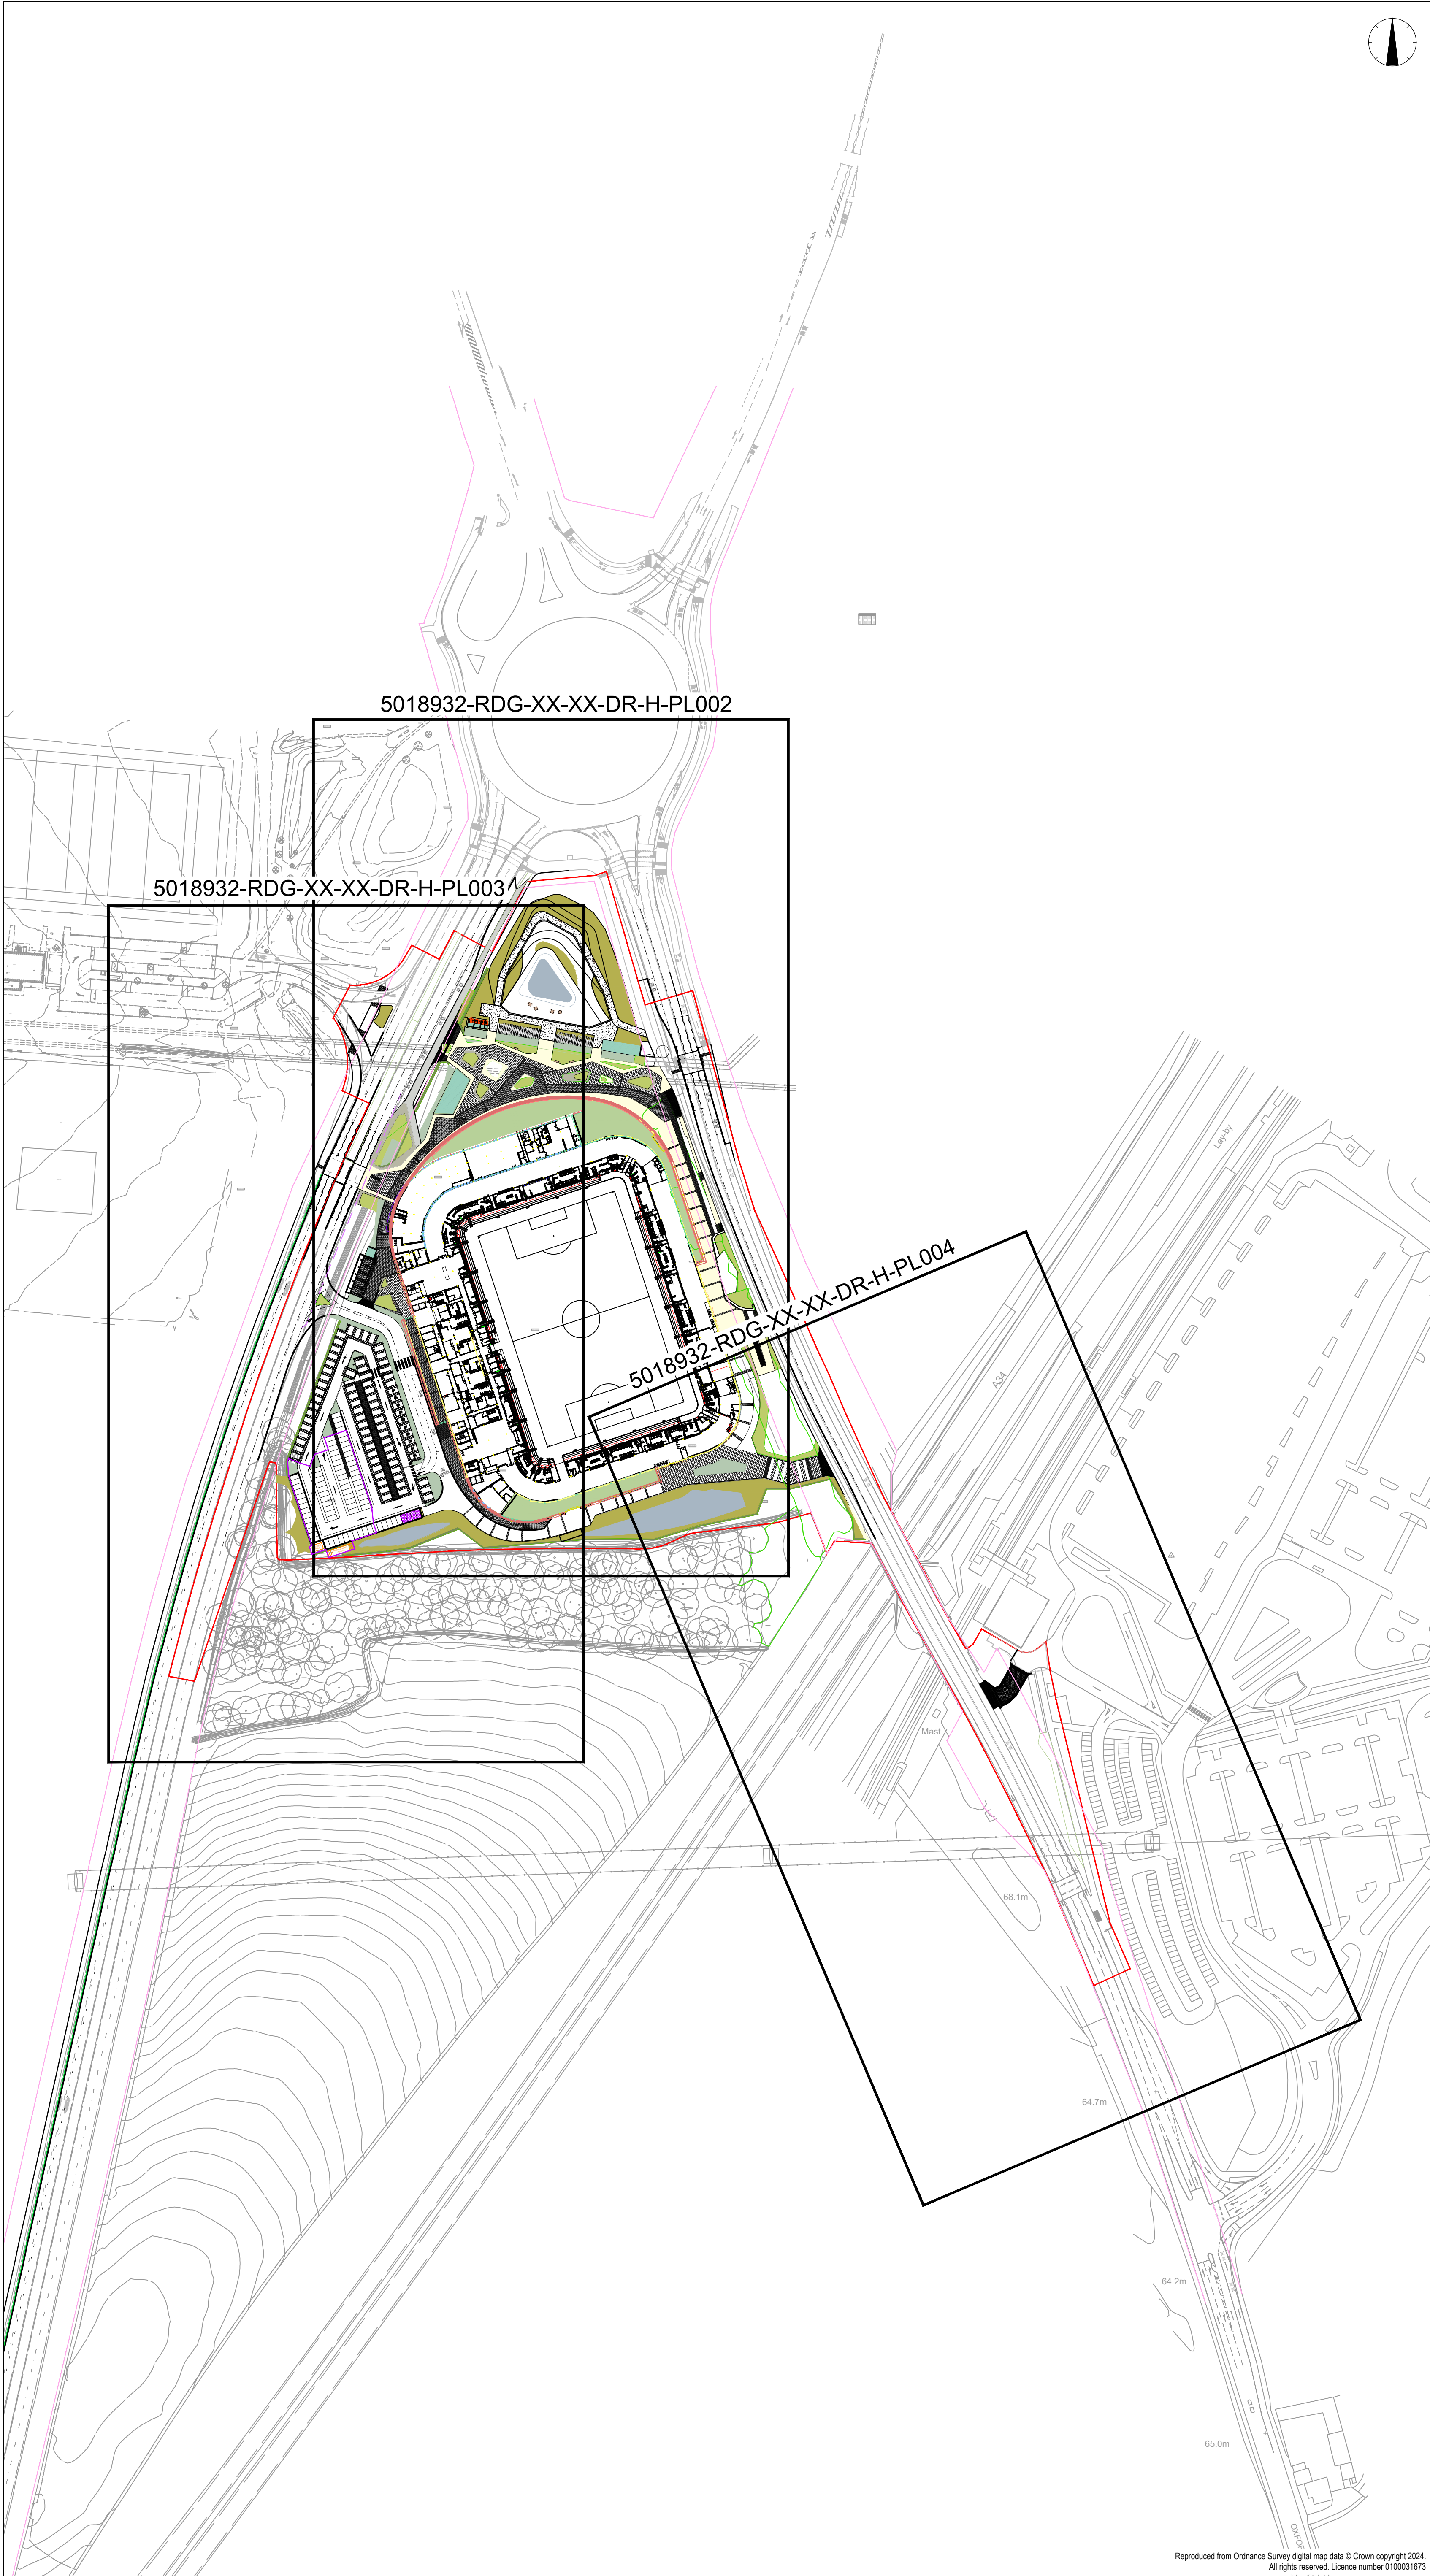 5018932-RDG-XX-XX-DR-H-PL002
5018932-RDG-XX-XX-DR-H-PL003
Lay-by
5018932-RDG-XX-XX-DR-H-PL004
A34
Mast
68.1m
64.7m
64.2m
65.0m
Reproduced from Ordnance Survey digital map data © Crown copyright 2024.
All rights reserved. Licence number 0100031673